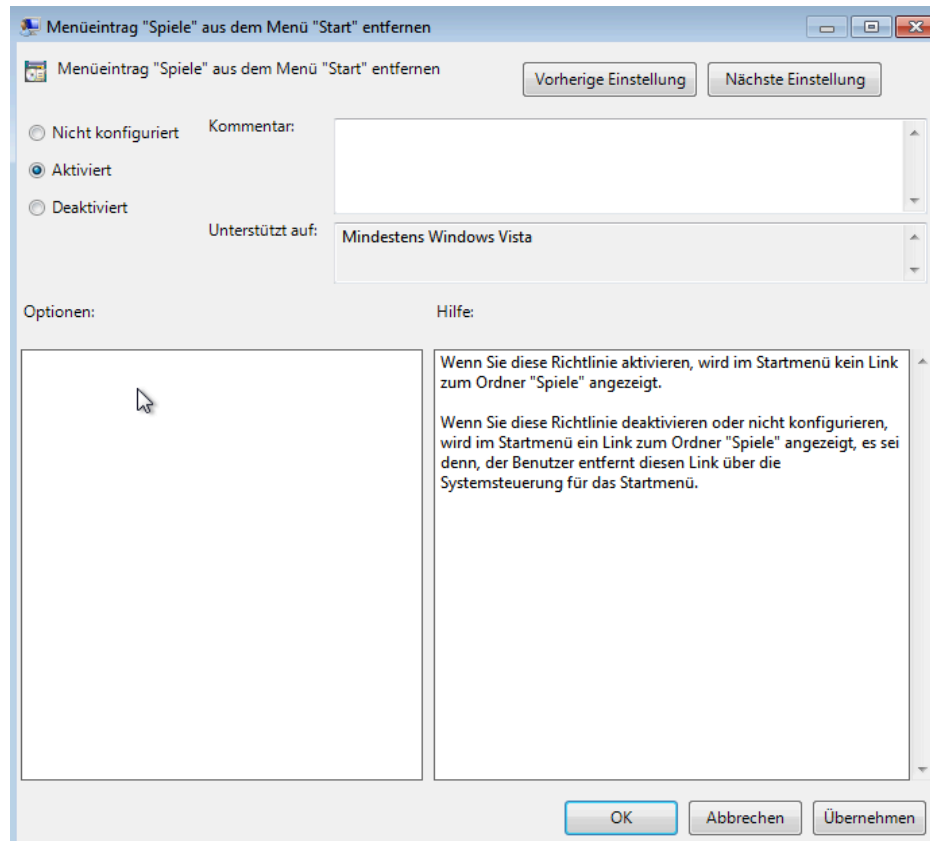 Menüeintrag "Spiele" aus dem Menü "Start" entfernen
Menüeintrag "Spiele" aus dem Menü "Start" entfernen
Vorherige Einstellung
Nächste Einstellung
Nicht konfiguriert
Kommentar:
Aktiviert
Deaktiviert
Unterstützt auf:
Mindestens Windows Vista
Optionen:
Hilfe:
Wenn Sie diese Richtlinie aktivieren, wird im Startmenü kein Link
zum Ordner "Spiele" angezeigt.
Wenn Sie diese Richtlinie deaktivieren oder nicht konfigurieren,
wird im Startmenü ein Link zum Ordner "Spiele" angezeigt, es sei
denn, der Benutzer entfernt diesen Link über die
Systemsteuerung für das Startmenü.
OK
Abbrechen
Übernehmen